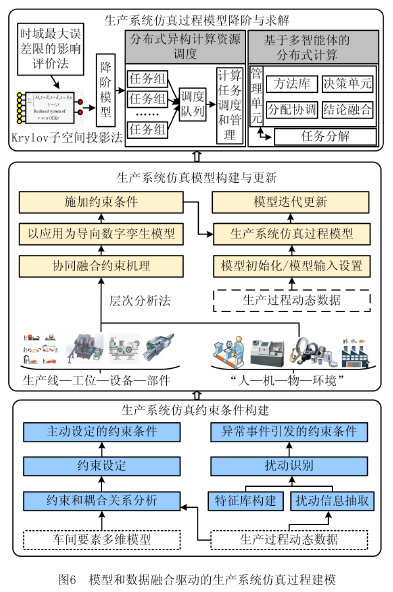 生产系统仿真过程模型降阶与求解
时域最大误
差限的影响
评价法
Krylov子空间投影法
降阶模型
分布式异构计算资源
调度
任务组
任务组
……
任务组
调度
队列
计算
任务
调度
和管
理
基于多智能体的
分布式计算
管理单元
方法库
决策单元
分配协调
结论融合
任务分解
生产系统仿真模型构建与更新
施加约束条件
模型迭代更新
以应用为导向数字孪生模型
生产系统仿真过程模型
协同融合约束机理
模型初始化/模型输入设置
层次分析法
生产过程动态数据
生产线—工位—设备—部件
“人—机—物—环境”
生产系统仿真约束条件构建
主动设定的约束条件
异常事件引发的约束条件
约束设定
扰动识别
约束和耦合关系分析
特征库构建
扰动信息抽取
车间要素多维模型
生产过程动态数据
图6 模型和数据融合驱动的生产系统仿真过程建模